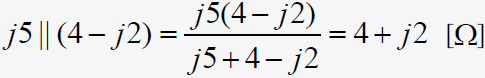 j5 || (4 − j2) = j5(4 − j2) / j5 + 4 − j2 = 4 + j2 [Ω]